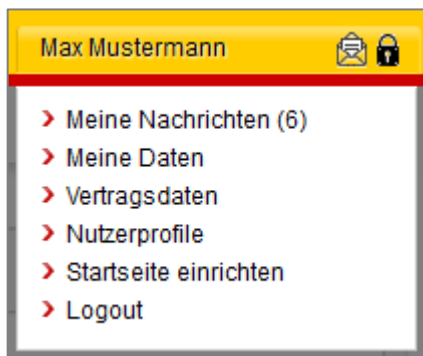 Max Mustermann
Meine Nachrichten (6)
Meine Daten
Vertragsdaten
Nutzerprofile
Startseite einrichten
Logout